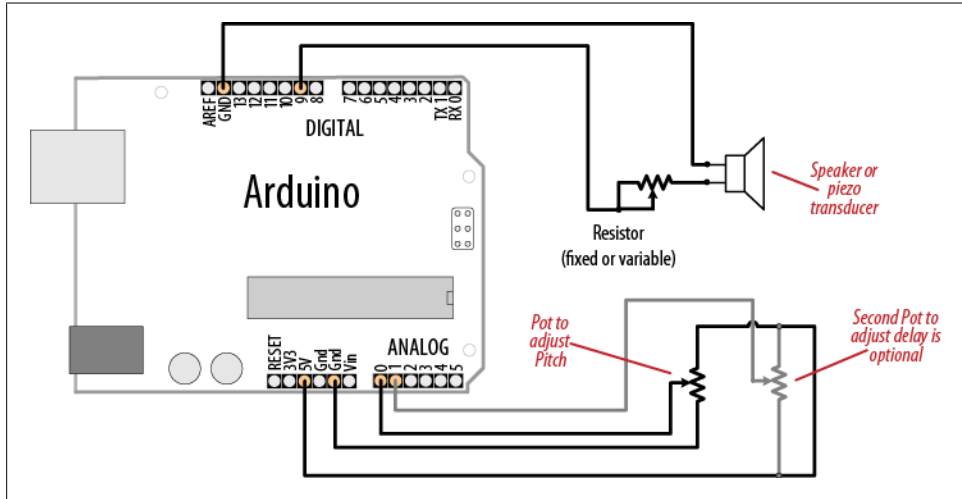 AREF
GND
13
12
11
10
9
8
7
6
5
4
3
2
TX 1
RX 0
DIGITAL
Arduino
Speaker or
piezo
transducer
Resistor
(fixed or variable)
RESET
3V3
5V
Gnd
Gnd
Vin
ANALOG
0
1
2
3
4
5
Pot to
adjust
Pitch
Second Pot to
adjust delay is
optional